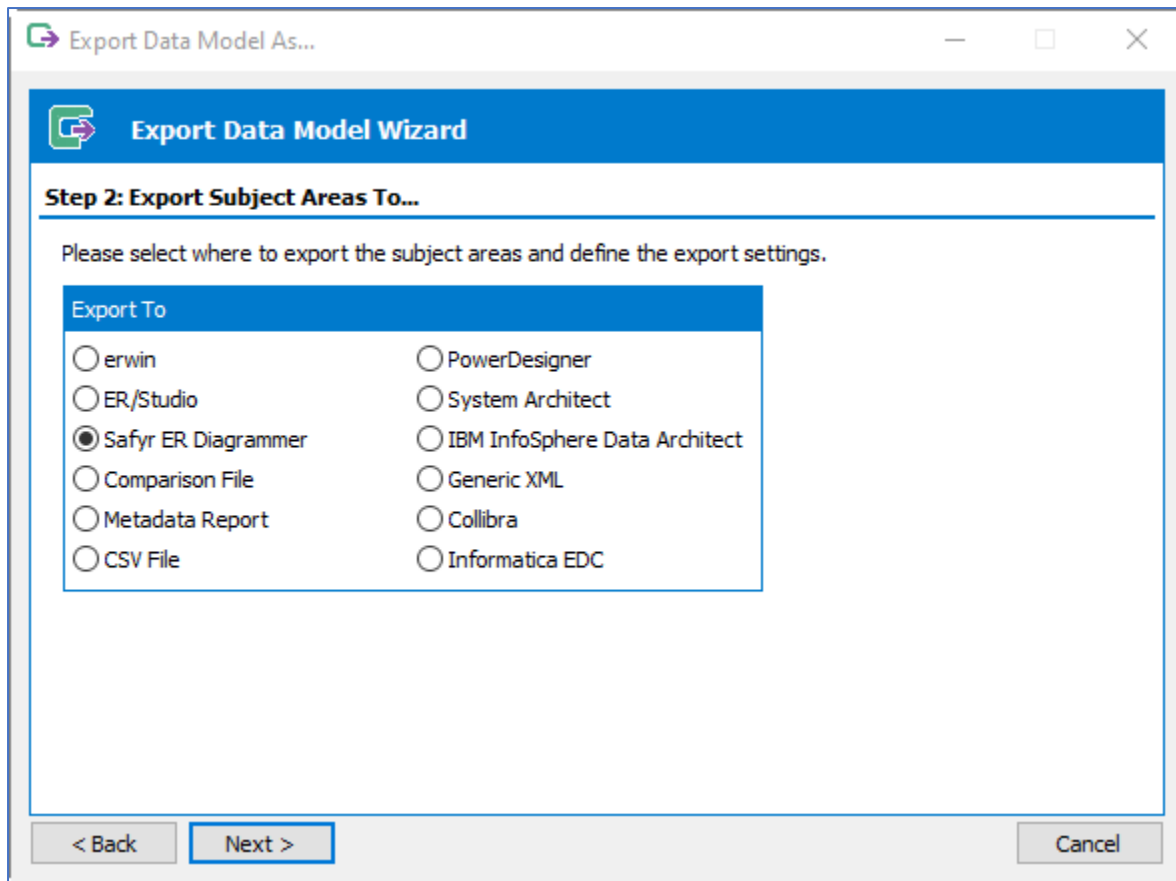 Export Data Model As...
Export Data Model Wizard
Step 2: Export Subject Areas To...
Please select where to export the subject areas and define the export settings.
Export To
erwin
PowerDesigner
ER/Studio
System Architect
Safyr ER Diagrammer
IBM InfoSphere Data Architect
Comparison File
Generic XML
Metadata Report
Collibra
CSV File
Informatica EDC
< Back
Next >
Cancel